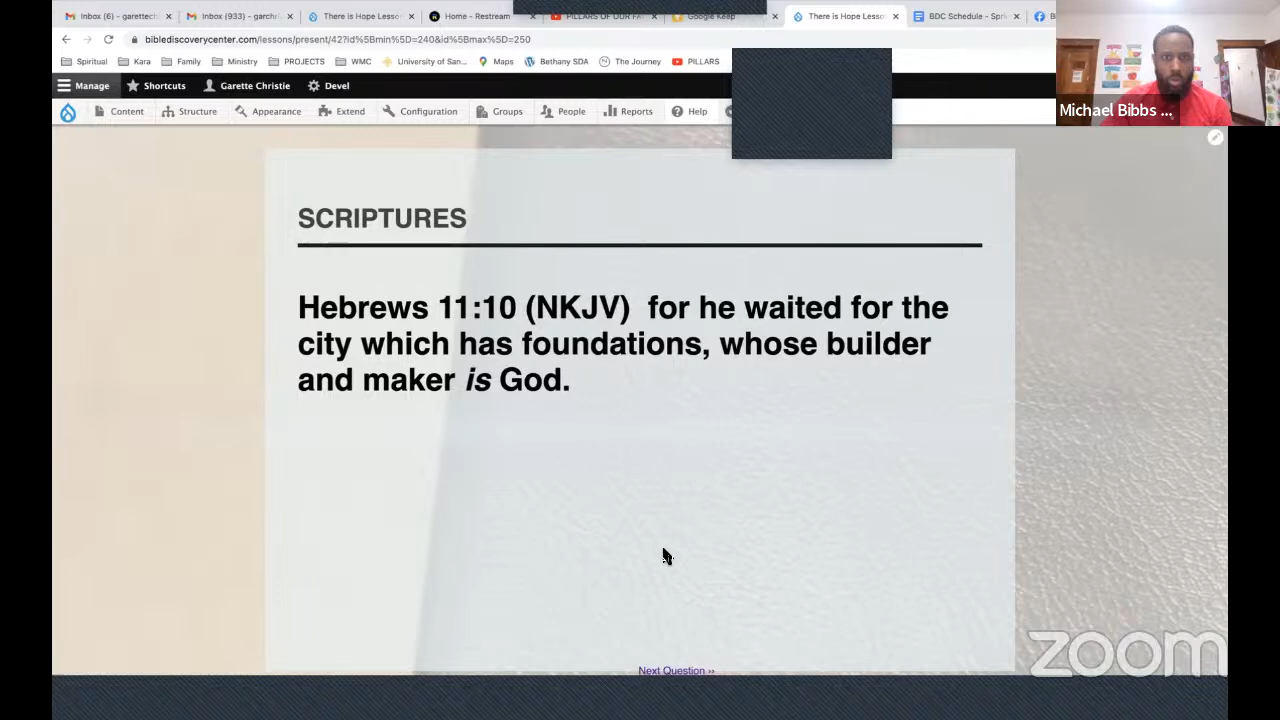 Inbox (6) - garettech
Inbox (933) - garchri
There is Hope Lesso
Home - Restream
PILLARS OF OUR FA
Google Keep
There is Hope Lesso
BDC Schedule - Spri
biblediscoverycenter.com/lessons/present/42?id%5Bmin%5D=240&id%5Bmax%5D=250
Spiritual Kara Family Ministry PROJECTS WMC University of San... Maps Bethany SDA The Journey PILLARS
Manage Shortcuts Garette Christie Devel
Content Structure Appearance Extend Configuration Groups People Reports Help
Michael Bibbs ...
SCRIPTURES
Hebrews 11:10 (NKJV) for he waited for the
city which has foundations, whose builder
and maker is God.
Next Question ››
zoom